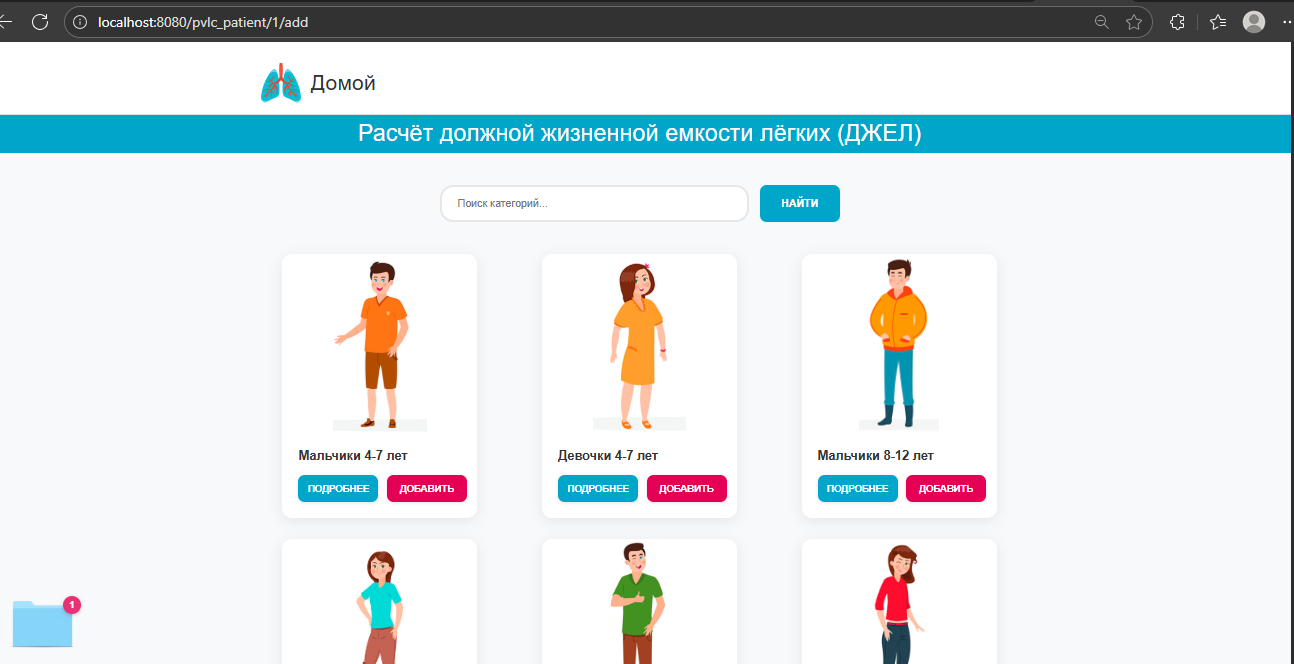 localhost:8080/pvlc_patient/1/add
Домой
Расчёт должной жизненной емкости лёгких (ДЖЕЛ)
Поиск категорий...
НАЙТИ
Мальчики 4-7 лет
Девочки 4-7 лет
Мальчики 8-12 лет
ПОДРОБНЕЕ ДОБАВИТЬ ПОДРОБНЕЕ ДОБАВИТЬ ПОДРОБНЕЕ ДОБАВИТЬ
1